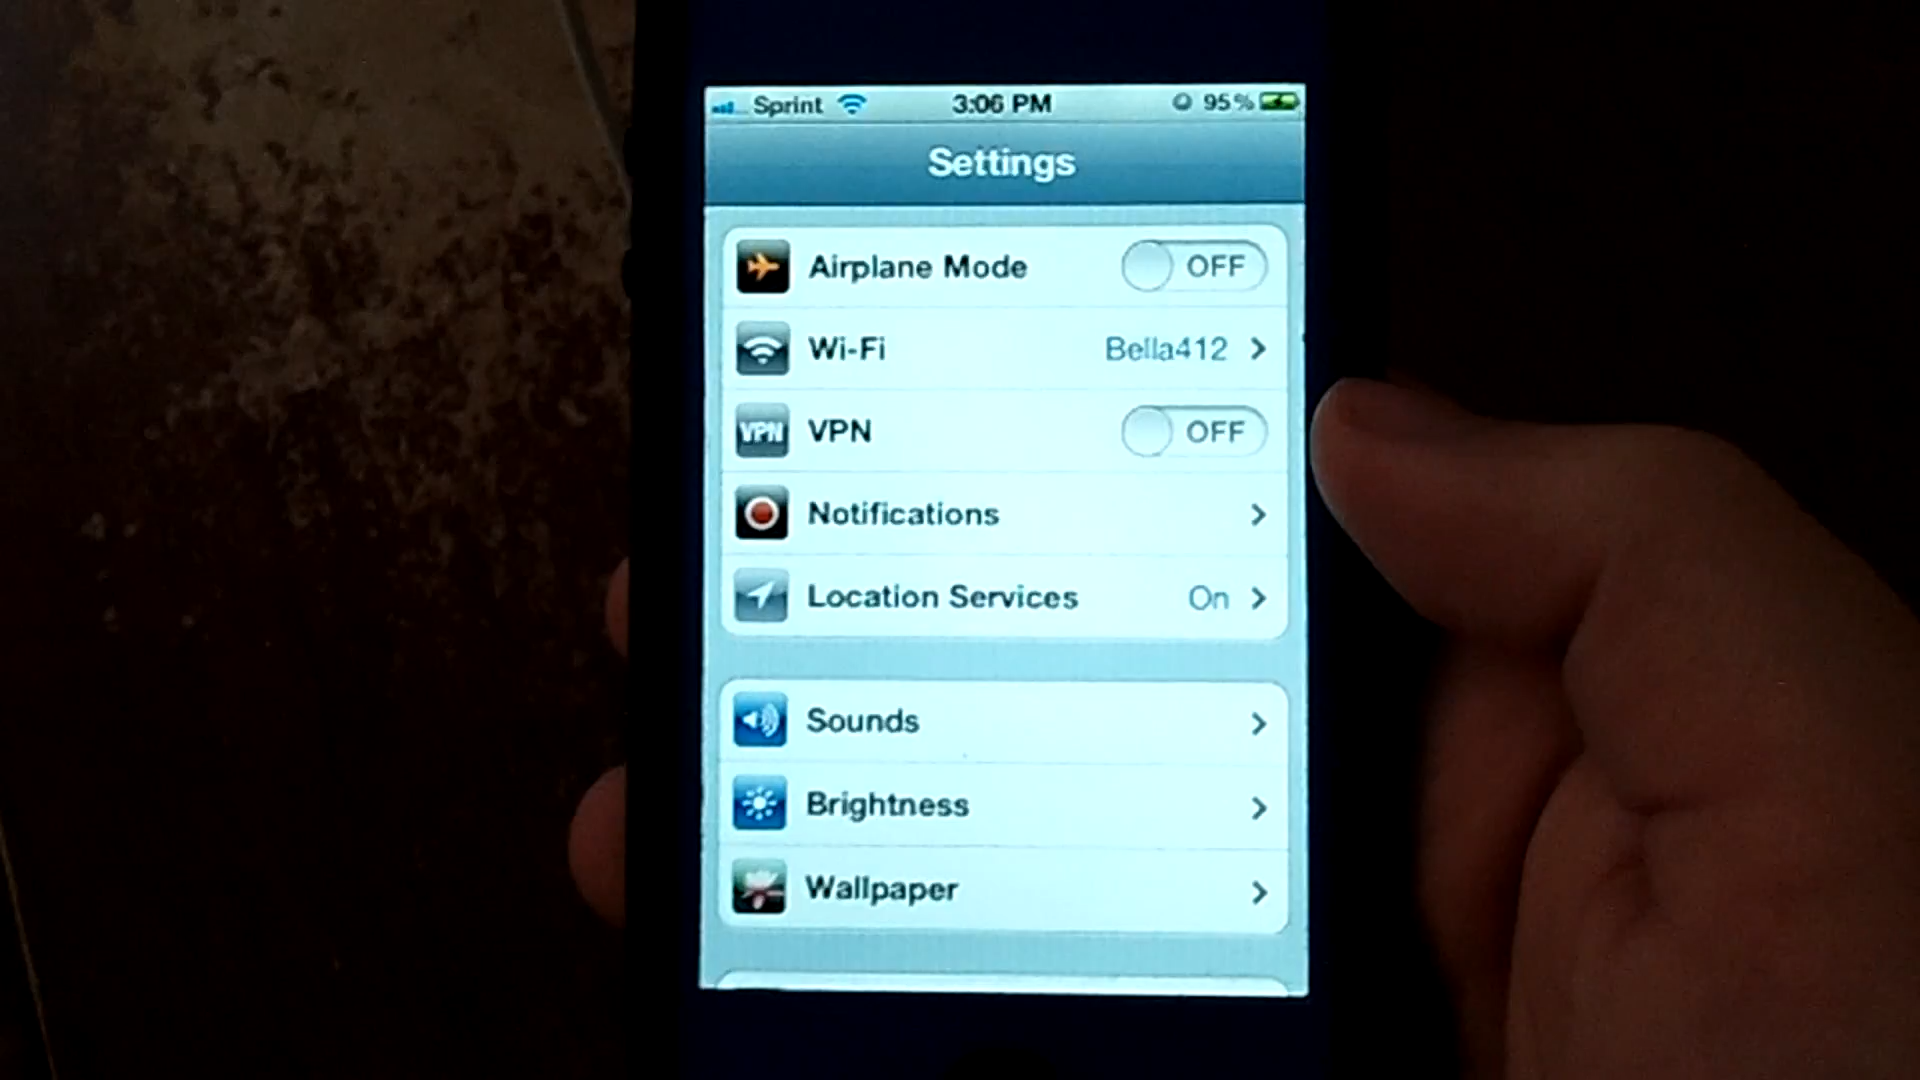 Sprint 3:06 PM 95%
Settings
Airplane Mode OFF
Wi-Fi Bella412
VPN VPN OFF
Notifications
Location Services On
Sounds
Brightness
Wallpaper